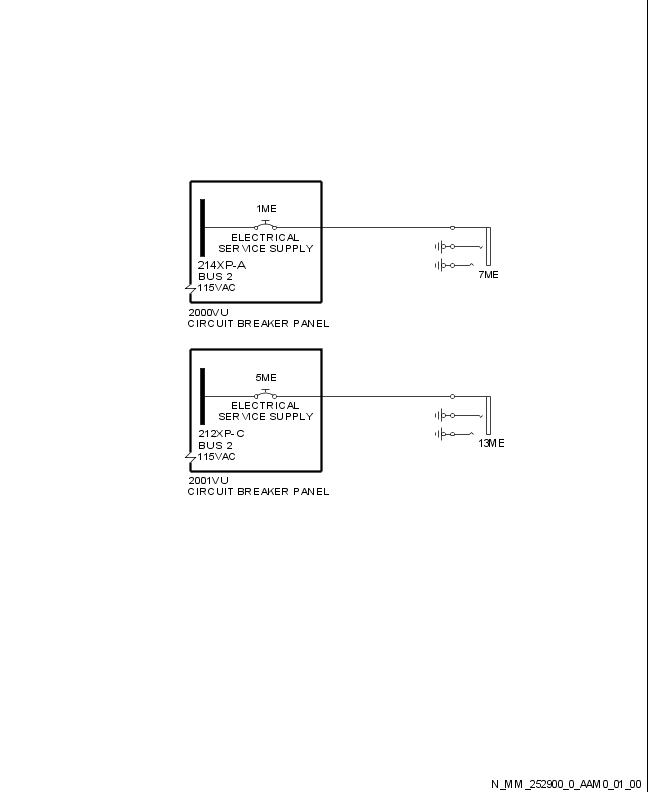 1ME
ELECTRICAL
SERVICE SUPPLY
214XP-A
BUS 2
115VAC
7ME
2000VU
CIRCUIT BREAKER PANEL
5ME
ELECTRICAL
SERVICE SUPPLY
212XP-C
BUS 2
115VAC
13ME
2001VU
CIRCUIT BREAKER PANEL
N_MM_252900_0_AAM0_01_00